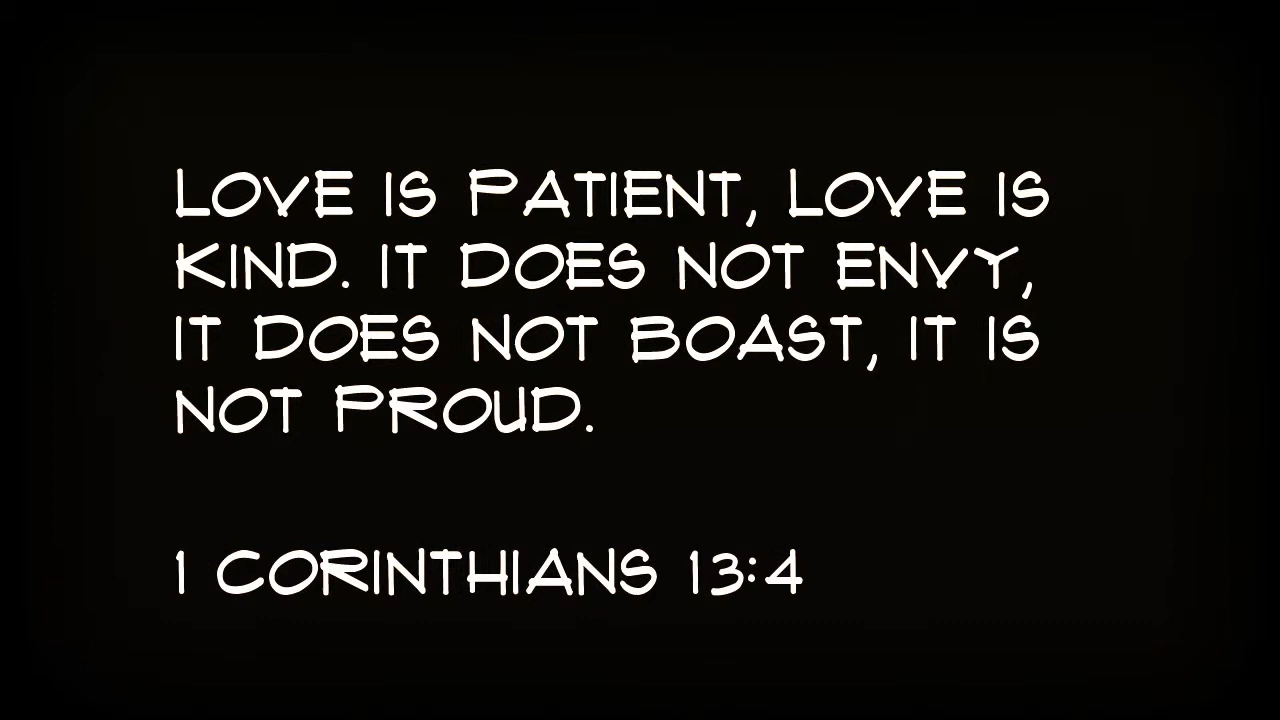 LOVE IS PATIENT, LOVE IS
KIND. IT DOES NOT ENVY,
IT DOES NOT BOAST, IT IS
NOT PROUD.
1 CORINTHIANS 13:4